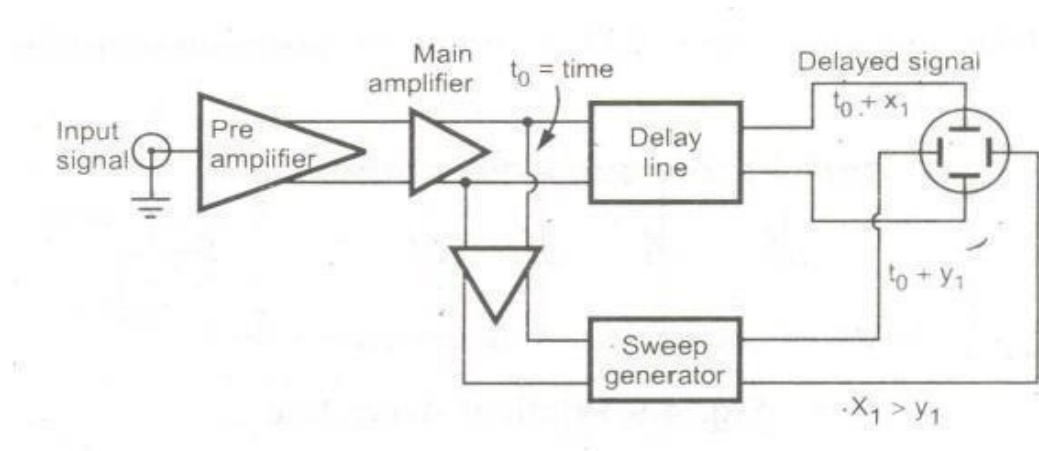 Main
amplifier
t₀ = time
Delayed signal
t₀ + x₁
Input
signal
Pre
amplifier
Delay
line
t₀ + y₁
Sweep
generator
X₁ > y₁